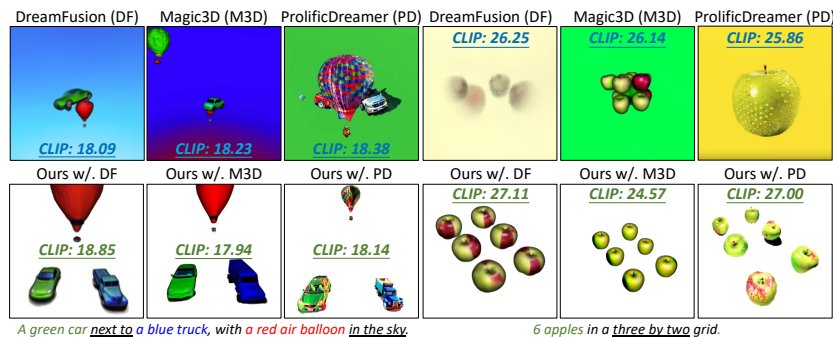 DreamFusion (DF) Magic3D (M3D) ProlificDreamer (PD) DreamFusion (DF) Magic3D (M3D) ProlificDreamer (PD)
CLIP: 26.25 CLIP: 26.14 CLIP: 25.86
CLIP: 18.09 CLIP: 18.23 CLIP: 18.38
Ours w/. DF Ours w/. M3D Ours w/. PD Ours w/. DF Ours w/. M3D Ours w/. PD
CLIP: 27.11 CLIP: 24.57 CLIP: 27.00
CLIP: 18.85 CLIP: 17.94 CLIP: 18.14
A green car next to a blue truck, with a red air balloon in the sky. 6 apples in a three by two grid.